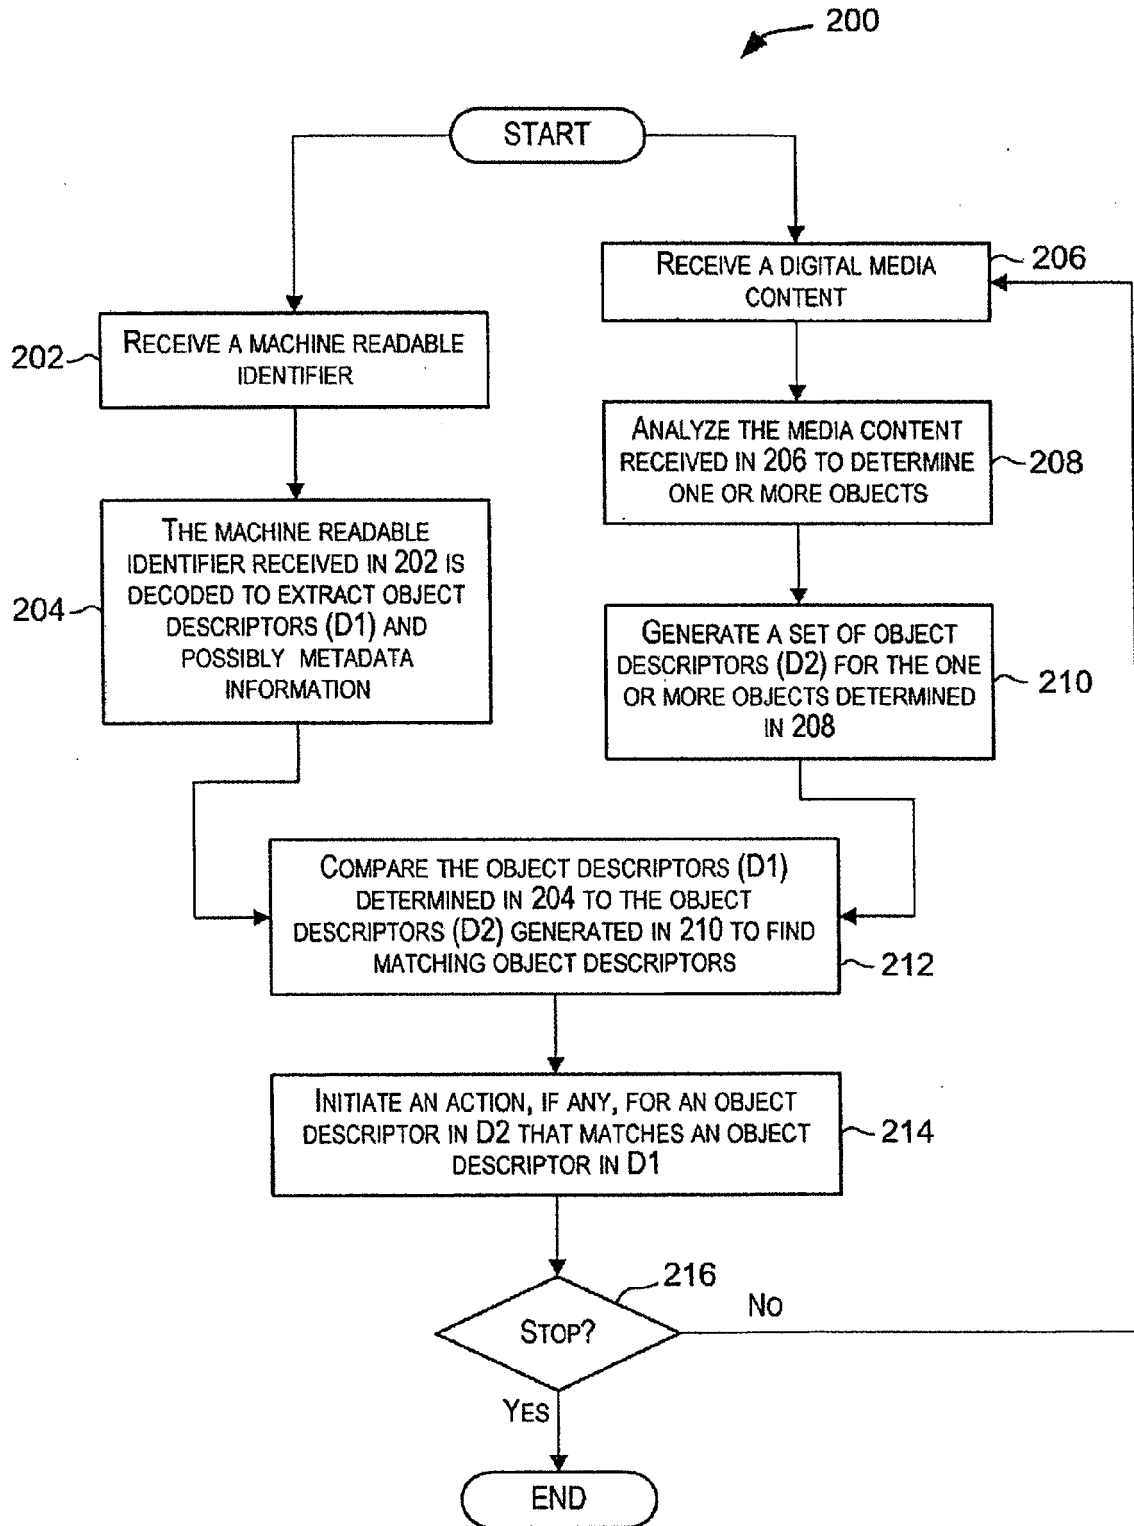 200
START
RECEIVE A DIGITAL MEDIA
CONTENT
206
RECEIVE A MACHINE READABLE
IDENTIFIER
202
ANALYZE THE MEDIA CONTENT
RECEIVED IN 206 TO DETERMINE
ONE OR MORE OBJECTS
208
THE MACHINE READABLE
IDENTIFIER RECEIVED IN 202 IS
DECODED TO EXTRACT OBJECT
DESCRIPTORS (D1) AND
POSSIBLY METADATA
INFORMATION
204
GENERATE A SET OF OBJECT
DESCRIPTORS (D2) FOR THE ONE
OR MORE OBJECTS DETERMINED
IN 208
210
COMPARE THE OBJECT DESCRIPTORS (D1)
DETERMINED IN 204 TO THE OBJECT
DESCRIPTORS (D2) GENERATED IN 210 TO FIND
MATCHING OBJECT DESCRIPTORS
212
INITIATE AN ACTION, IF ANY, FOR AN OBJECT
DESCRIPTOR IN D2 THAT MATCHES AN OBJECT
DESCRIPTOR IN D1
214
216
STOP?
NO
YES
END